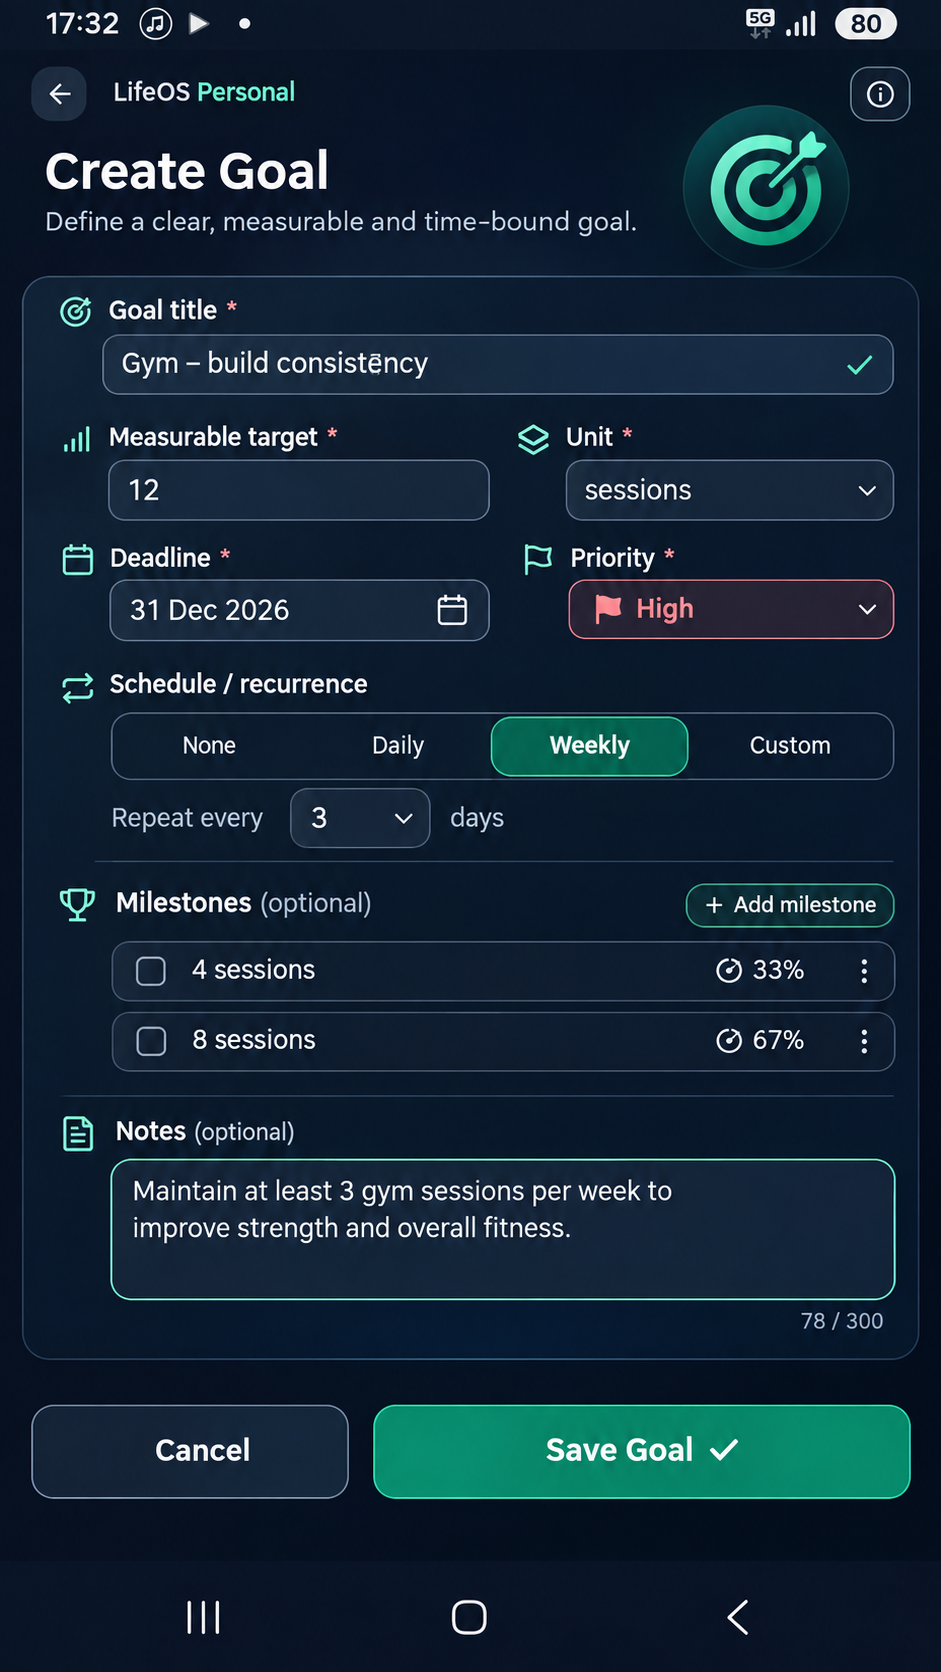 17:32
5G
80
LifeOS Personal
Create Goal
Define a clear, measurable and time-bound goal.
Goal title *
Gym – build consistēncy
Measurable target *
Unit *
12
sessions
Deadline *
Priority *
31 Dec 2026
High
Schedule / recurrence
None Daily Weekly Custom
Repeat every 3 days
Milestones (optional)
+ Add milestone
4 sessions 33%
8 sessions 67%
Notes (optional)
Maintain at least 3 gym sessions per week to
improve strength and overall fitness.
78 / 300
Cancel
Save Goal